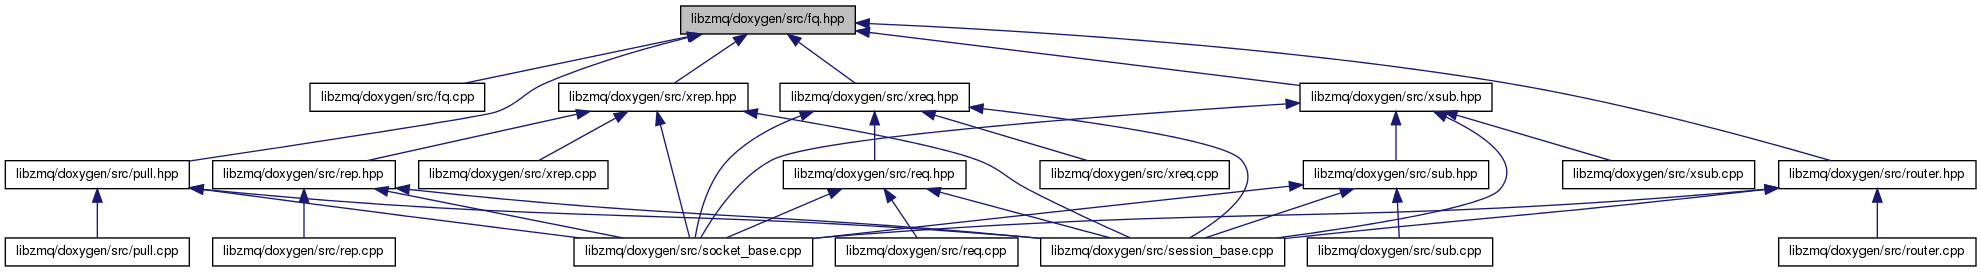 libzmq/doxygen/src/fq.hpp
libzmq/doxygen/src/fq.cpp
libzmq/doxygen/src/xrep.hpp
libzmq/doxygen/src/xreq.hpp
libzmq/doxygen/src/xsub.hpp
libzmq/doxygen/src/pull.hpp
libzmq/doxygen/src/rep.hpp
libzmq/doxygen/src/xrep.cpp
libzmq/doxygen/src/req.hpp
libzmq/doxygen/src/xreq.cpp
libzmq/doxygen/src/sub.hpp
libzmq/doxygen/src/xsub.cpp
libzmq/doxygen/src/router.hpp
libzmq/doxygen/src/pull.cpp
libzmq/doxygen/src/rep.cpp
libzmq/doxygen/src/socket_base.cpp
libzmq/doxygen/src/req.cpp
libzmq/doxygen/src/session_base.cpp
libzmq/doxygen/src/sub.cpp
libzmq/doxygen/src/router.cpp